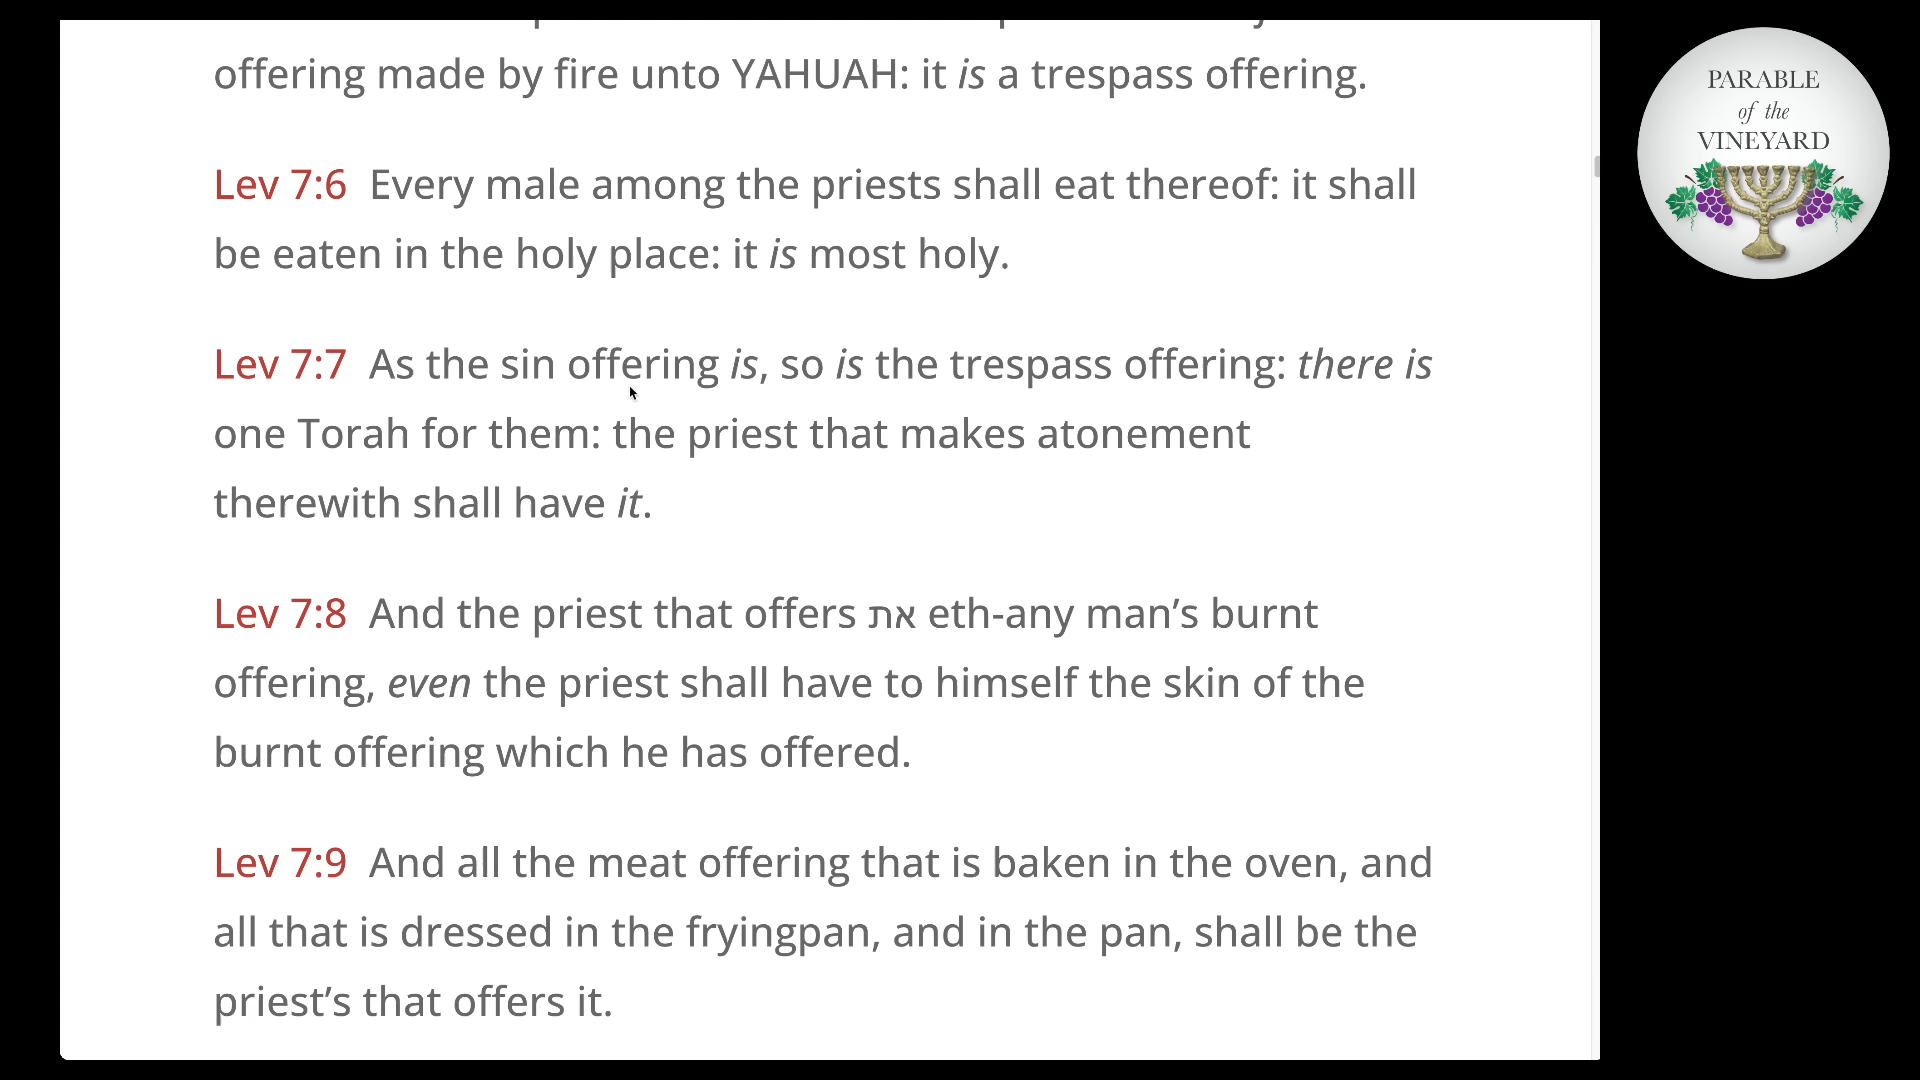 offering made by fire unto YAHUAH: it is a trespass offering.
Lev 7:6 Every male among the priests shall eat thereof: it shall
be eaten in the holy place: it is most holy.
Lev 7:7 As the sin offering is, so is the trespass offering: there is
one Torah for them: the priest that makes atonement
therewith shall have it.
Lev 7:8 And the priest that offers את eth-any man’s burnt
offering, even the priest shall have to himself the skin of the
burnt offering which he has offered.
Lev 7:9 And all the meat offering that is baken in the oven, and
all that is dressed in the fryingpan, and in the pan, shall be the
priest’s that offers it.
PARABLE
of the
VINEYARD